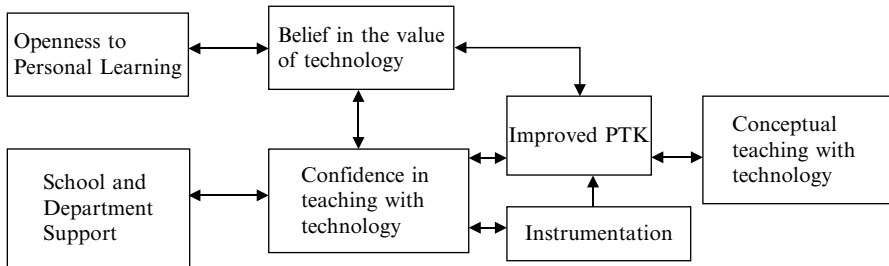 Openness to
Personal Learning
Belief in the value
of technology
Improved PTK
Conceptual
teaching with
technology
School and
Department
Support
Confidence in
teaching with
technology
Instrumentation